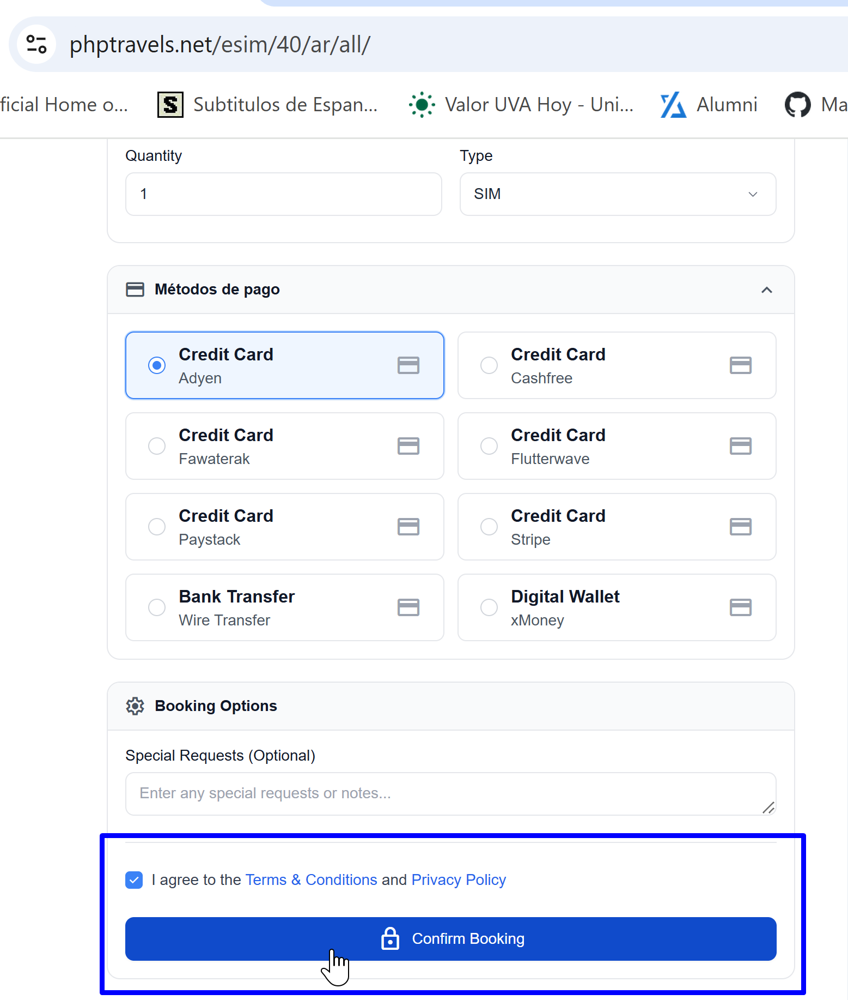 phptravels.net/esim/40/ar/all/
ficial Home o...
Subtitulos de Espan...
Valor UVA Hoy - Uni...
Alumni
Ma
Quantity
Type
1
SIM
Métodos de pago
Credit Card
Adyen
Credit Card
Cashfree
Credit Card
Fawaterak
Credit Card
Flutterwave
Credit Card
Paystack
Credit Card
Stripe
Bank Transfer
Wire Transfer
Digital Wallet
xMoney
Booking Options
Special Requests (Optional)
Enter any special requests or notes...
I agree to the Terms & Conditions and Privacy Policy
Confirm Booking